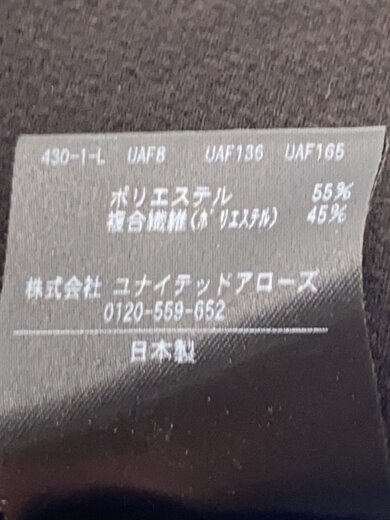 430-1-L UAF8 UAF136 UAF165
ポリエステル 55%
複合繊維(ポリエステル) 45%
株式会社 ユナイテッドアローズ
0120-559-652
日本製